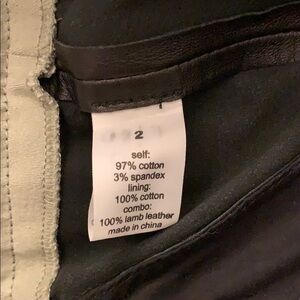 2
self:
97% cotton
3% spandex
lining:
100% cotton
combo:
100% lamb leather
made in china